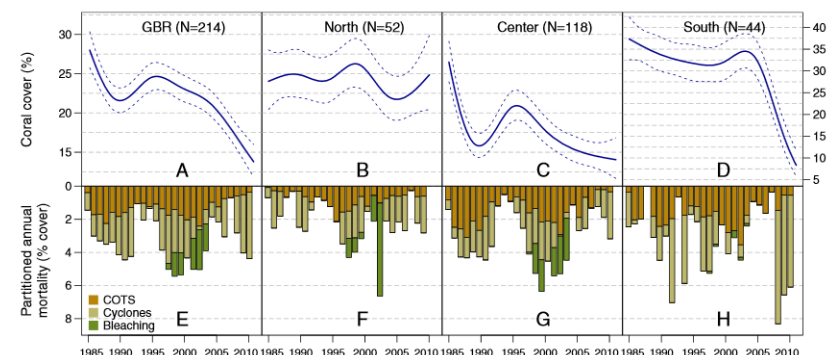 GBR (N=214)
North (N=52)
Center (N=118)
South (N=44)
Coral cover (%)
30
25
20
15
40
35
30
25
20
15
10
5
A
B
C
D
Partitioned annual
mortality (% cover)
0
2
4
6
8
COTS
Cyclones
Bleaching
E
F
G
H
1985 1990 1995 2000 2005 2010
1985 1990 1995 2000 2005 2010
1985 1990 1995 2000 2005 2010
1985 1990 1995 2000 2005 2010